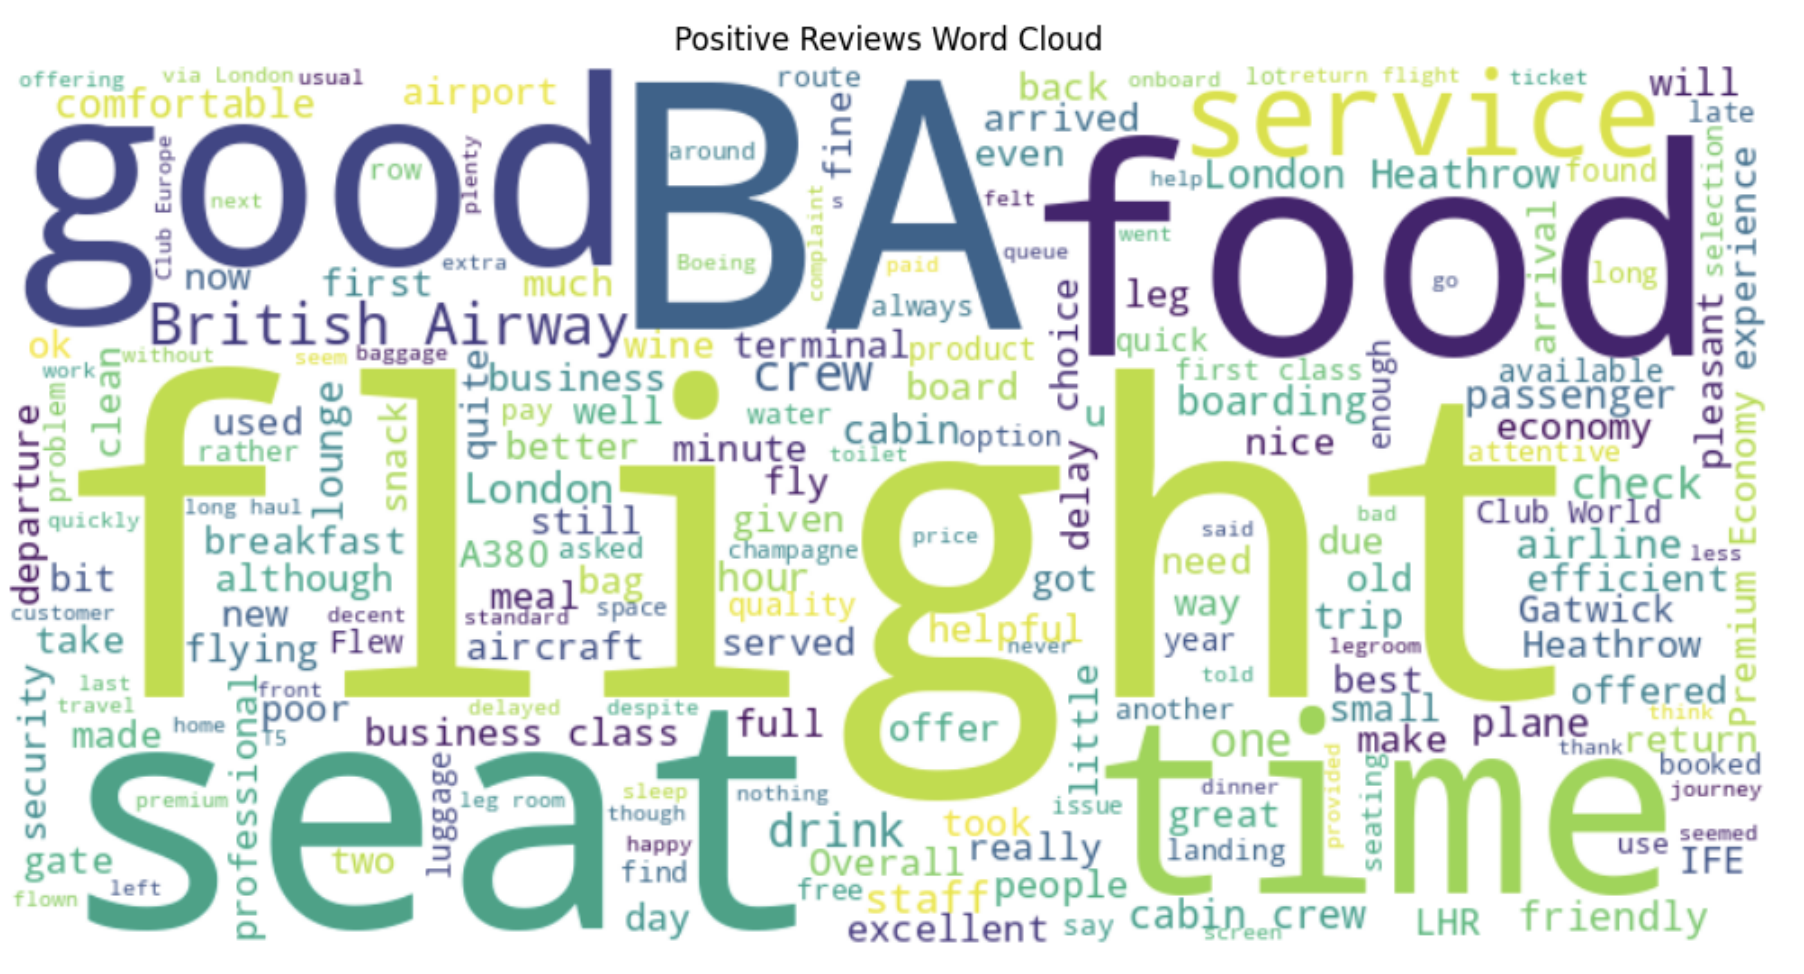 Positive Reviews Word Cloud
offering
via London
usual
route
back
onboard
lot
return flight
ticket
will
comfortable
airport
fine
arrived
service
late
good
BA
food
Club Europe
row
plenty
around
even
London Heathrow
found
next
complaint
s
felt
help
selection
experience
now
first
extra
much
Boeing
paid
always
queue
went
leg
go
arrival
long
British Airway
wine
terminal
product
choice
quick
pleasant
ok
without
seem
baggage
quite
business
crew
board
first class
enough
available
work
problem
clean
used
lounge
snack
pay
well
water
cabin
option
u
boarding
passenger
departure
rather
better
minute
toilet
delay
nice
economy
attentive
flight
long haul
London
fly
check
quickly
still
given
price
said
bad
Club World
Premium Economy
breakfast
A380
asked
champagne
need
due
airline
less
bit
although
meal
bag
hour
got
old
efficient
customer
new
decent
standard
space
quality
helpful
way
trip
Gatwick
take
flying
Flew
aircraft
served
never
year
legroom
Heathrow
security
last
front
told
best
offered
travel
professional
poor
delayed
despite
full
offer
little
another
small
plane
think
made
home
T5
business class
one
make
thank
return
seat
time
premium
luggage
leg room
sleep
nothing
issue
dinner
provided
seating
booked
journey
though
drink
took
great
gate
two
happy
find
Overall
really
landing
use
seemed
IFE
flown
left
day
free
staff
people
excellent
say
cabin crew
screen
LHR
friendly